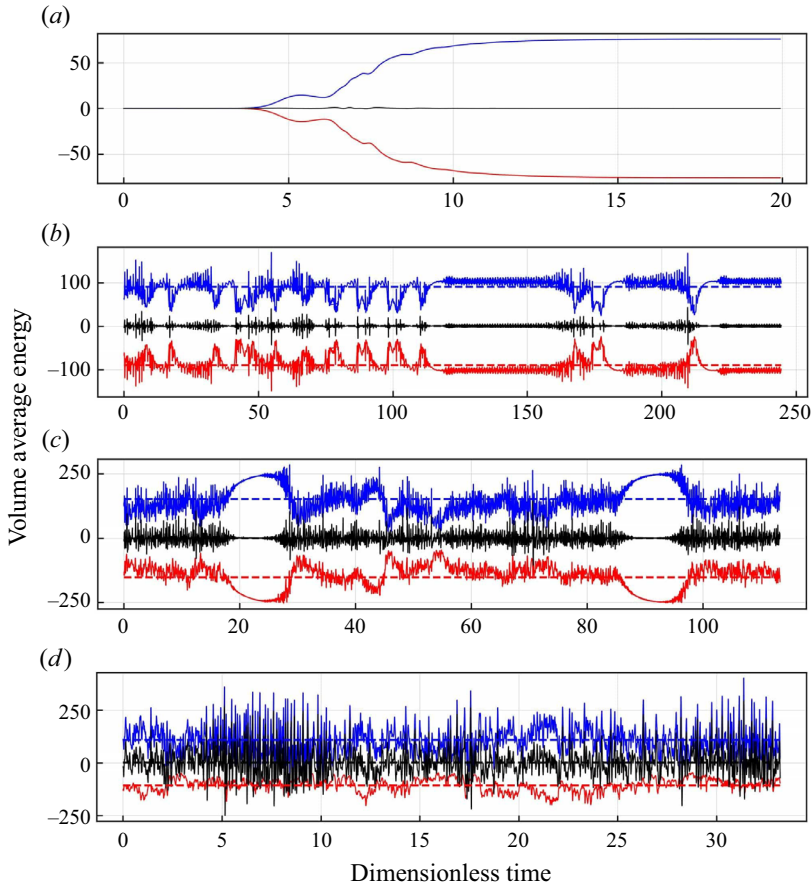 (a)
50
0
−50
0 5 10 15 20
(b)
100
0
−100
0 50 100 150 200 250
Volume average energy
(c)
250
0
−250
0 20 40 60 80 100
(d)
250
0
−250
0 5 10 15 20 25 30
Dimensionless time